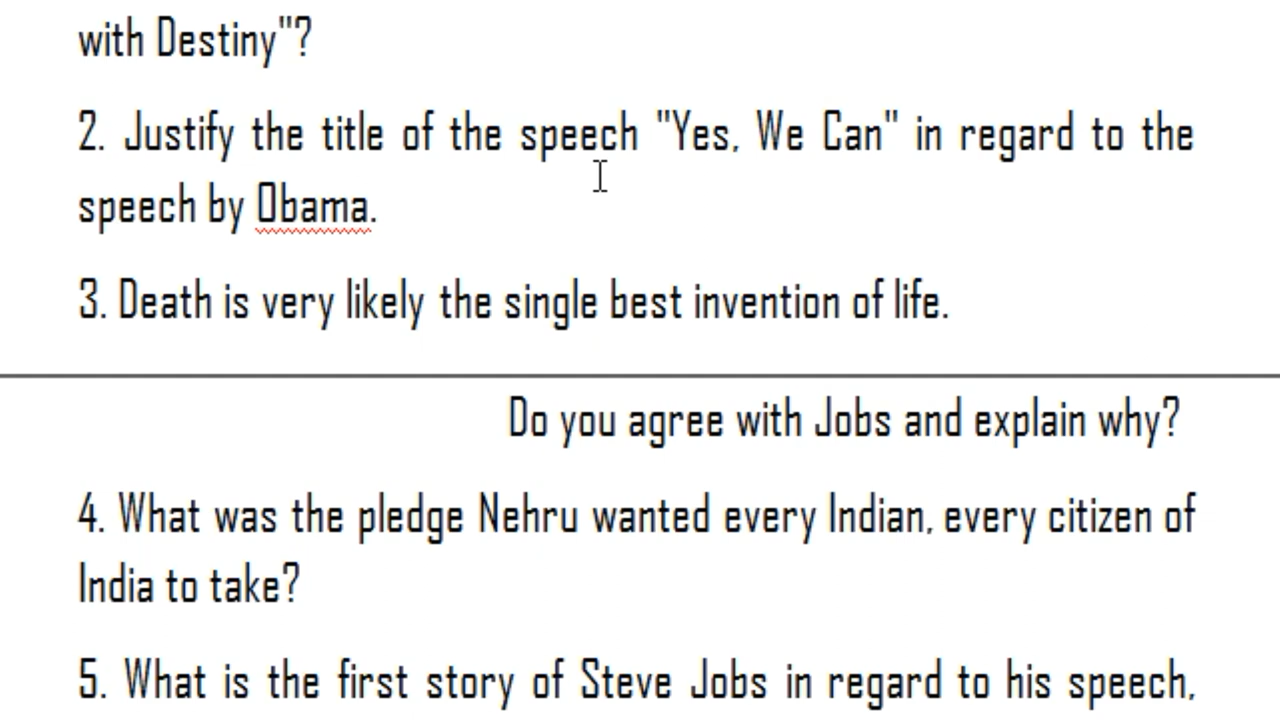 with Destiny"?
2. Justify the title of the speech "Yes, We Can" in regard to the
speech by Obama.
3. Death is very likely the single best invention of life.
Do you agree with Jobs and explain why?
4. What was the pledge Nehru wanted every Indian, every citizen of
India to take?
5. What is the first story of Steve Jobs in regard to his speech,